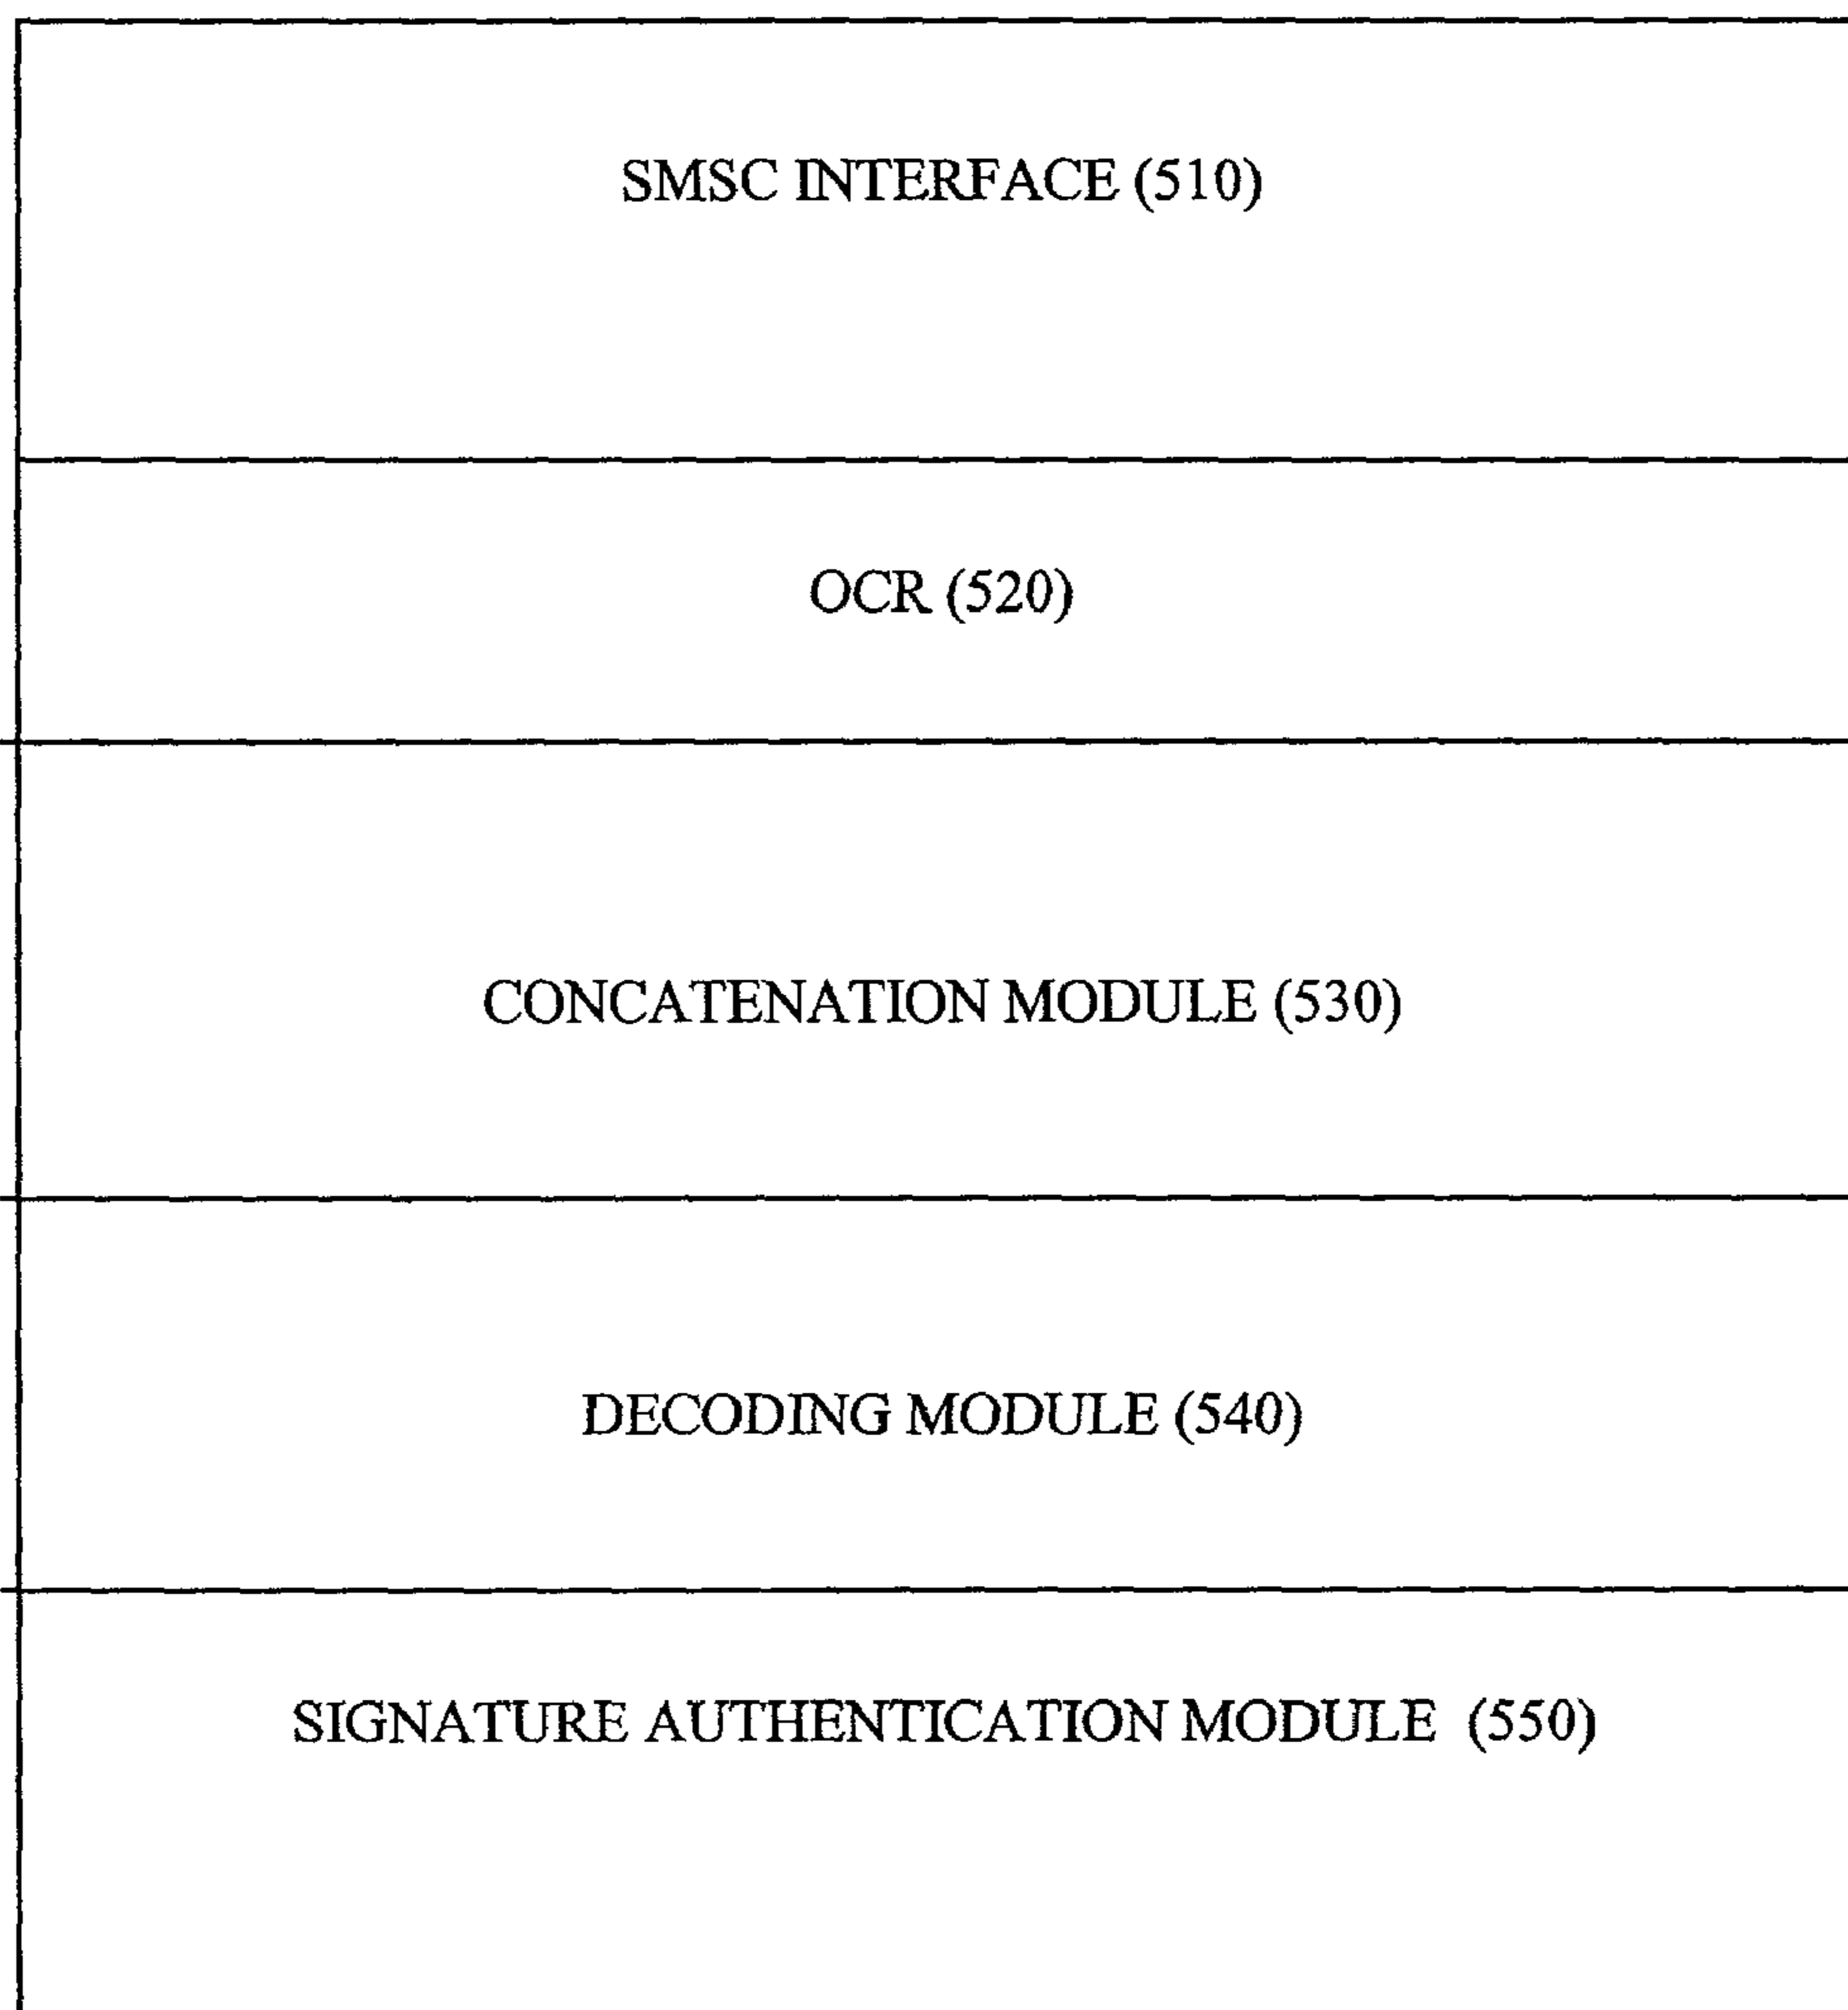 SMSC INTERFACE (510)
OCR (520)
CONCATENATION MODULE (530)
DECODING MODULE (540)
SIGNATURE AUTHENTICATION MODULE (550)